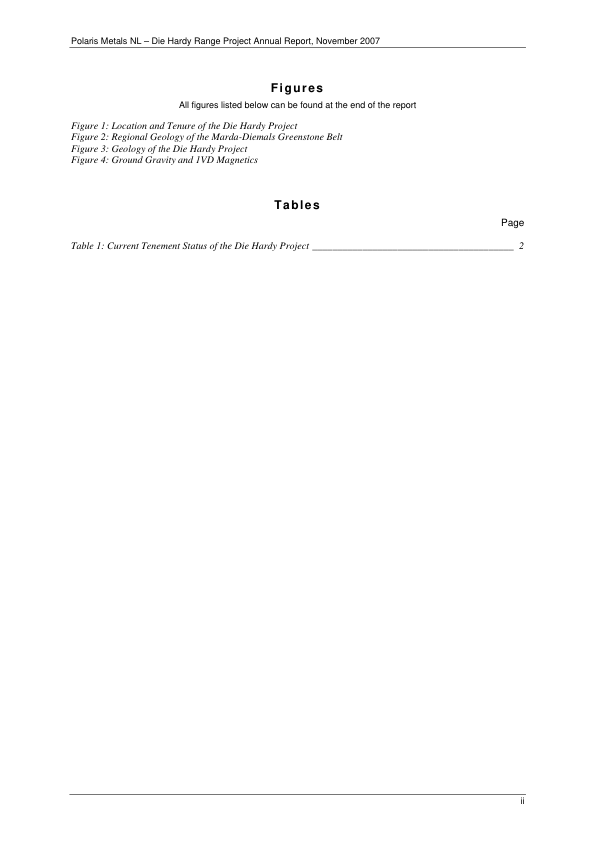 Polaris Metals NL – Die Hardy Range Project Annual Report, November 2007
Figures
All figures listed below can be found at the end of the report
Figure 1: Location and Tenure of the Die Hardy Project
Figure 2: Regional Geology of the Marda-Diemals Greenstone Belt
Figure 3: Geology of the Die Hardy Project
Figure 4: Ground Gravity and 1VD Magnetics
Tables
Page
Table 1: Current Tenement Status of the Die Hardy Project ________________________________________ 2
ii